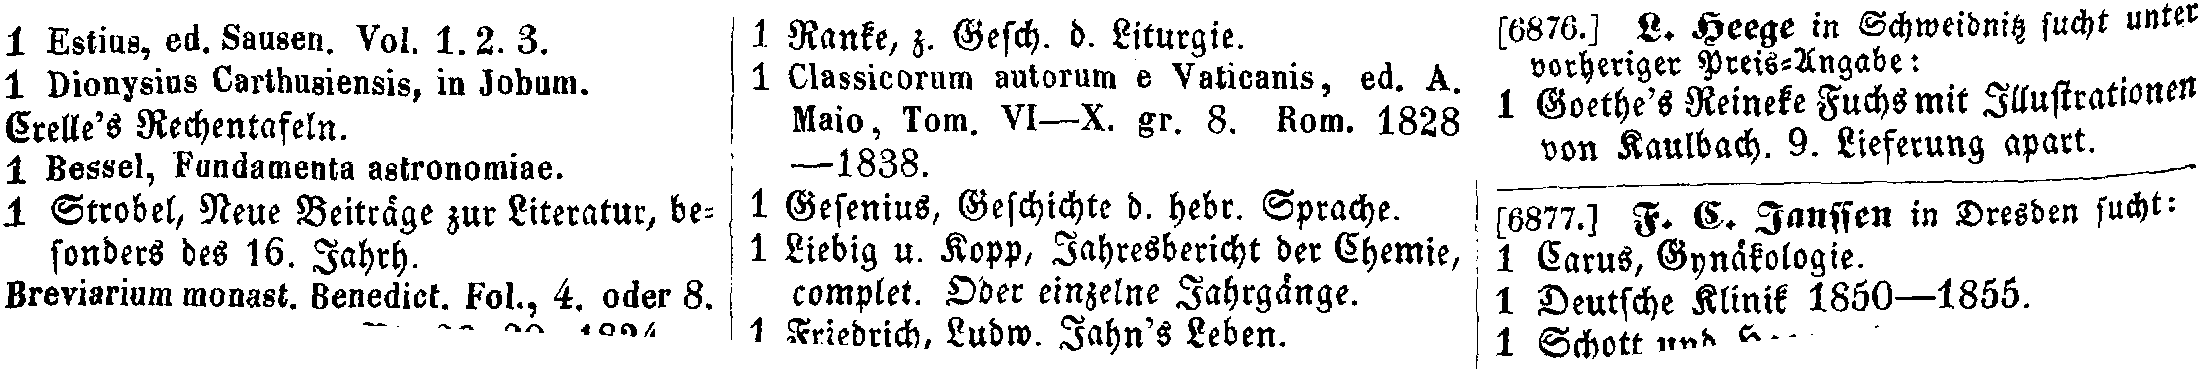 1 Estius, ed. Sausen. Vol. 1. 2. 3.
1 Dionysius Carthusiensis, in Jobum.
Crelle's Rechentafeln.
1 Bessel, Fundamenta astronomiae.
1 Strobel, Neue Beiträge zur Literatur, be-
sonders des 16. Jahrh.
Breviarium monast. Benedict. Fol., 4. oder 8.
1 Ranke, z. Gesch. d. Liturgie.
1 Classicorum autorum e Vaticanis, ed. A.
Maio, Tom. VI—X. gr. 8. Rom. 1828
—1838.
1 Gesenius, Geschichte d. hebr. Sprache.
1 Liebig u. Kopp, Jahresbericht der Chemie,
complet. Oder einzelne Jahrgänge.
1 Friedrich, Ludw. Jahn's Leben.
[6876.] L. Heege in Schweidnitz sucht unter
vorheriger Preis-Angabe:
1 Goethe's Reineke Fuchs mit Illustrationen
von Kaulbach. 9. Lieferung apart.
[6877.] F. C. Janssen in Dresden sucht:
1 Carus, Gynäkologie.
1 Deutsche Klinik 1850—1855.
1 Schott und